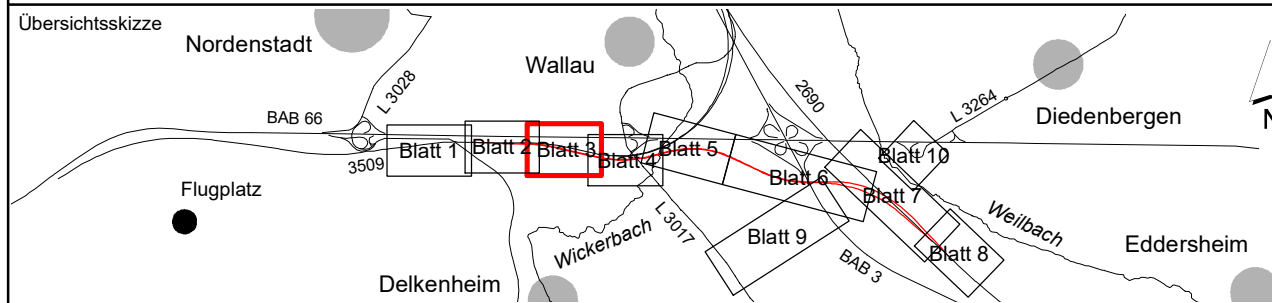 Übersichtsskizze
Nordenstadt
Wallau
L 3028
2690
L 3264
Diedenbergen
BAB 66
Blatt 1
Blatt 2
Blatt 3
Blatt 4
Blatt 5
Blatt 6
Blatt 10
3509
Flugplatz
Blatt 7
L 3017
Weilbach
Wickerbach
Blatt 9
BAB 3
Blatt 8
Eddersheim
Delkenheim
N